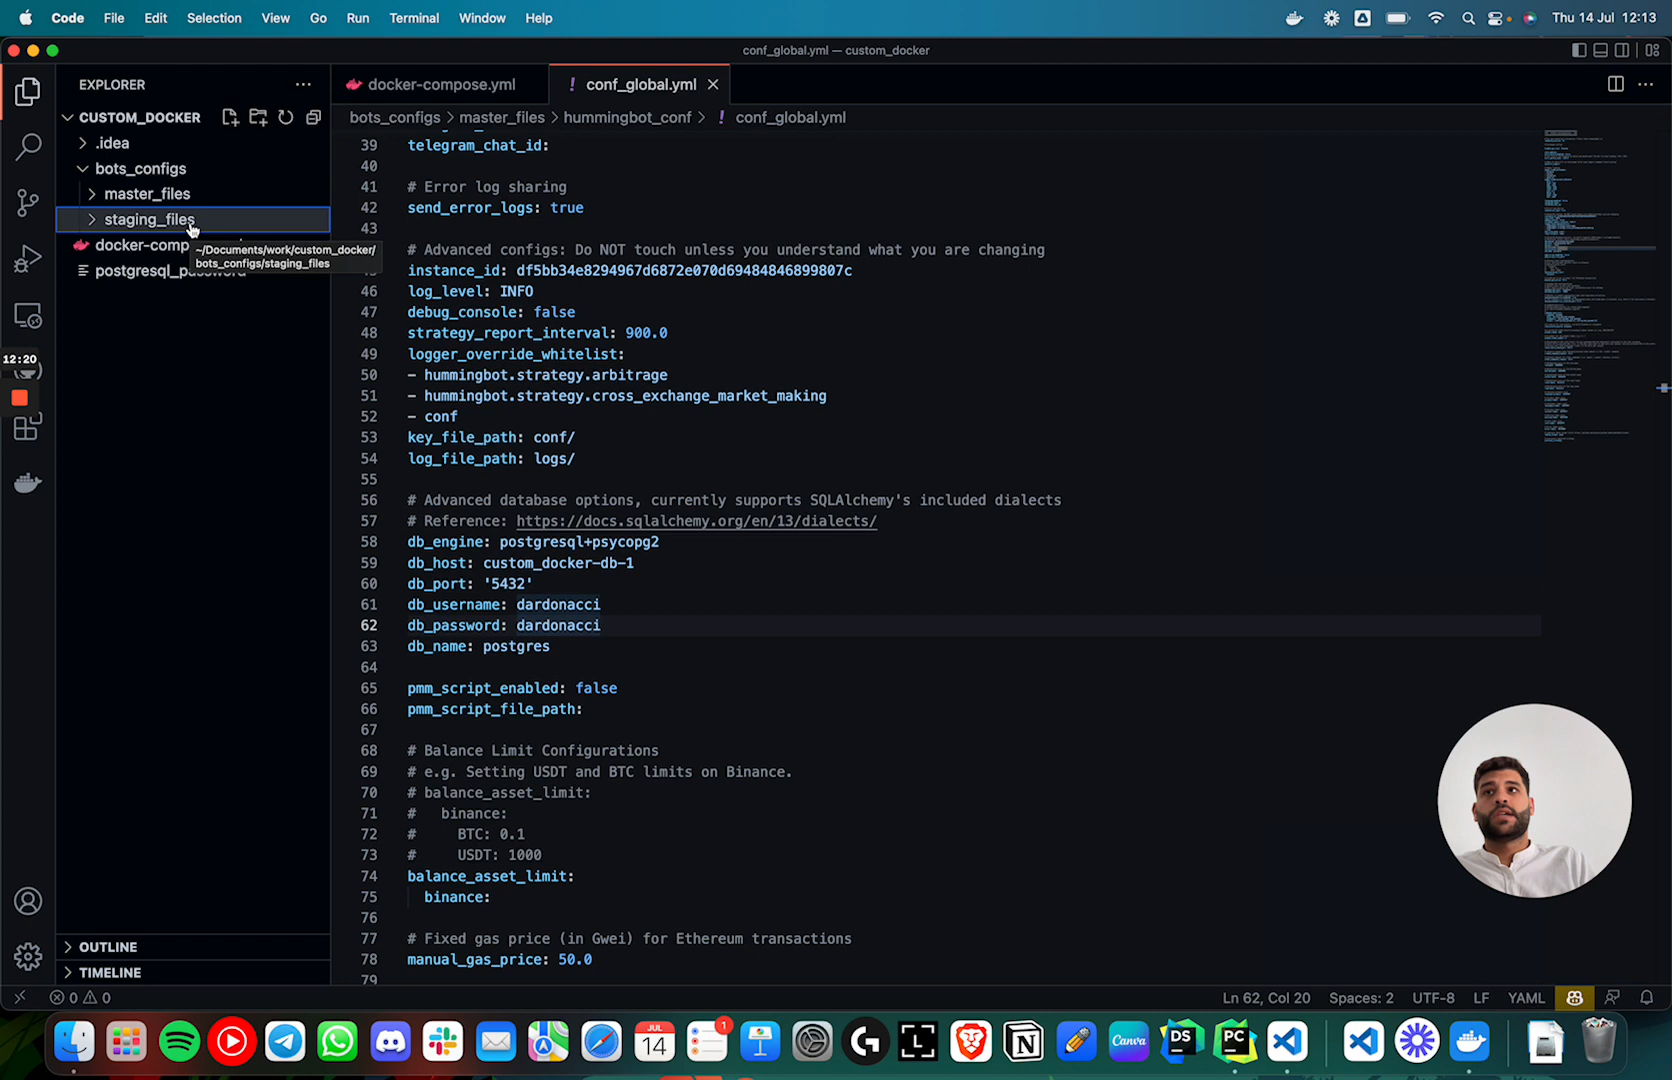 Code File Edit Selection View Go Run Terminal Window Help
Thu 14 Jul 12:13
conf_global.yml — custom_docker
EXPLORER
docker-compose.yml
! conf_global.yml
CUSTOM_DOCKER
bots_configs > master_files > hummingbot_conf > ! conf_global.yml
.idea
bots_configs
master_files
staging_files
docker-comp
postgresql_password
~/Documents/work/custom_docker/
bots_configs/staging_files
12:20
39 telegram_chat_id:
40
41 # Error log sharing
42 send_error_logs: true
43
# Advanced configs: Do NOT touch unless you understand what you are changing
instance_id: df5bb34e8294967d6872e070d69484846899807c
46 log_level: INFO
47 debug_console: false
48 strategy_report_interval: 900.0
49 logger_override_whitelist:
50 - hummingbot.strategy.arbitrage
51 - hummingbot.strategy.cross_exchange_market_making
52 - conf
53 key_file_path: conf/
54 log_file_path: logs/
55
56 # Advanced database options, currently supports SQLAlchemy's included dialects
57 # Reference: https://docs.sqlalchemy.org/en/13/dialects/
58 db_engine: postgresql+psycopg2
59 db_host: custom_docker-db-1
60 db_port: '5432'
61 db_username: dardonacci
62 db_password: dardonacci
63 db_name: postgres
64
65 pmm_script_enabled: false
66 pmm_script_file_path:
67
68 # Balance Limit Configurations
69 # e.g. Setting USDT and BTC limits on Binance.
70 # balance_asset_limit:
71 #   binance:
72 #     BTC: 0.1
73 #     USDT: 1000
74 balance_asset_limit:
75   binance:
76
77 # Fixed gas price (in Gwei) for Ethereum transactions
78 manual_gas_price: 50.0
79
OUTLINE
TIMELINE
0 0
Ln 62, Col 20 Spaces: 2 UTF-8 LF YAML
JUL
14
1
Canva
DS
PC